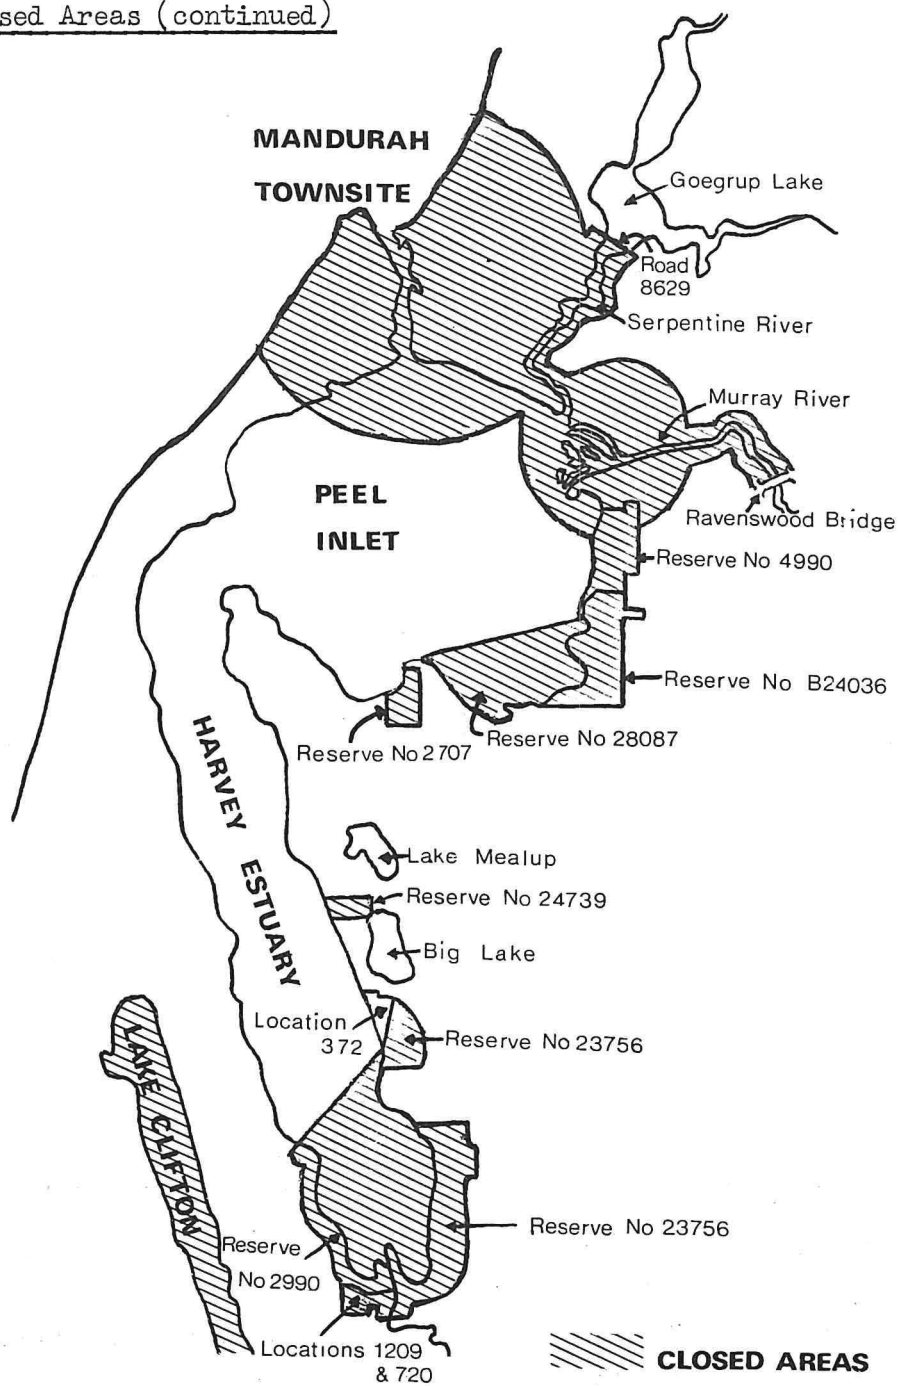 sed Areas (continued)
MANDURAH
TOWNSITE
Goegrup Lake
Road
8629
Serpentine River
Murray River
PEEL
INLET
Ravenswood Bridge
Reserve No 4990
Reserve No B24036
Reserve No 28087
Reserve No 2707
HARVEY ESTUARY
Lake Mealup
Reserve No 24739
Big Lake
Location
372
Reserve No 23756
LAKE CLIFTON
Reserve No 23756
Reserve
No 2990
Locations 1209
& 720
CLOSED AREAS